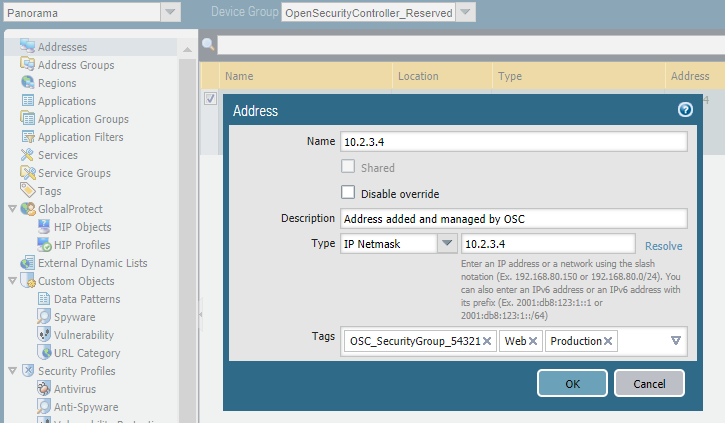 Panorama
Device Group OpenSecurityController_Reserved
Addresses
Address Groups
Regions
Applications
Application Groups
Application Filters
Services
Service Groups
Tags
GlobalProtect
HIP Objects
HIP Profiles
External Dynamic Lists
Custom Objects
Data Patterns
Spyware
Vulnerability
URL Category
Security Profiles
Antivirus
Anti-Spyware
Name Location Type Address
Address
Name 10.2.3.4
Shared
Disable override
Description Address added and managed by OSC
Type IP Netmask 10.2.3.4 Resolve
Enter an IP address or a network using the slash
notation (Ex. 192.168.80.150 or 192.168.80.0/24). You
can also enter an IPv6 address or an IPv6 address with
its prefix (Ex. 2001:db8:123:1::1 or
2001:db8:123:1::/64)
Tags OSC_SecurityGroup_54321 Web Production
OK Cancel